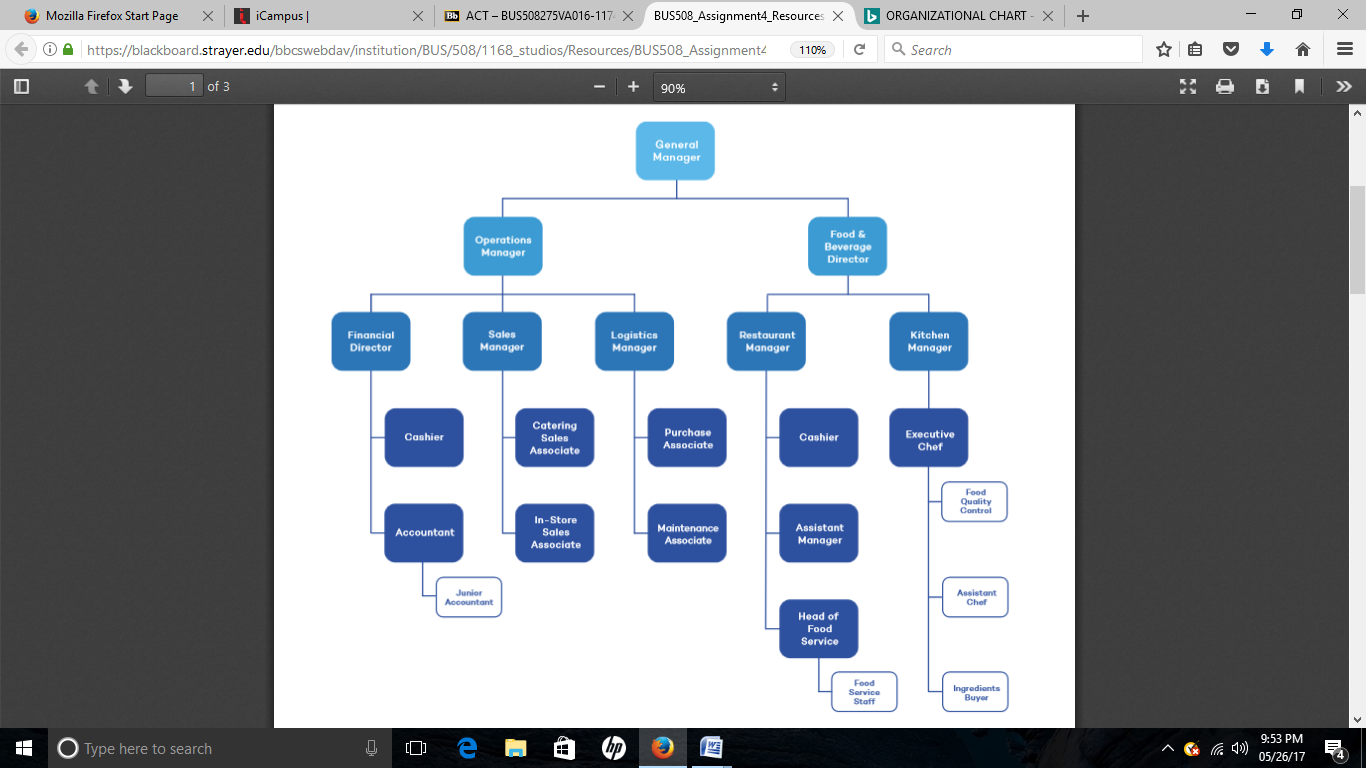 Mozilla Firefox Start Page
iCampus |
Bb
ACT – BUS508275VA016-1174
BUS508_Assignment4_Resources
ORGANIZATIONAL CHART -
https://blackboard.strayer.edu/bbcswebdav/institution/BUS/508/1168_studios/Resources/BUS508_Assignment4
110%
Search
1 of 3
90%
General
Manager
Operations
Manager
Food &
Beverage
Director
Financial
Director
Sales
Manager
Logistics
Manager
Restaurant
Manager
Kitchen
Manager
Cashier
Catering
Sales
Associate
Purchase
Associate
Cashier
Executive
Chef
Food
Quality
Control
Accountant
In-Store
Sales
Associate
Maintenance
Associate
Assistant
Manager
Junior
Accountant
Assistant
Chef
Head of
Food
Service
Food
Service
Staff
Ingredients
Buyer
Type here to search
hp
9:53 PM
05/26/17
4